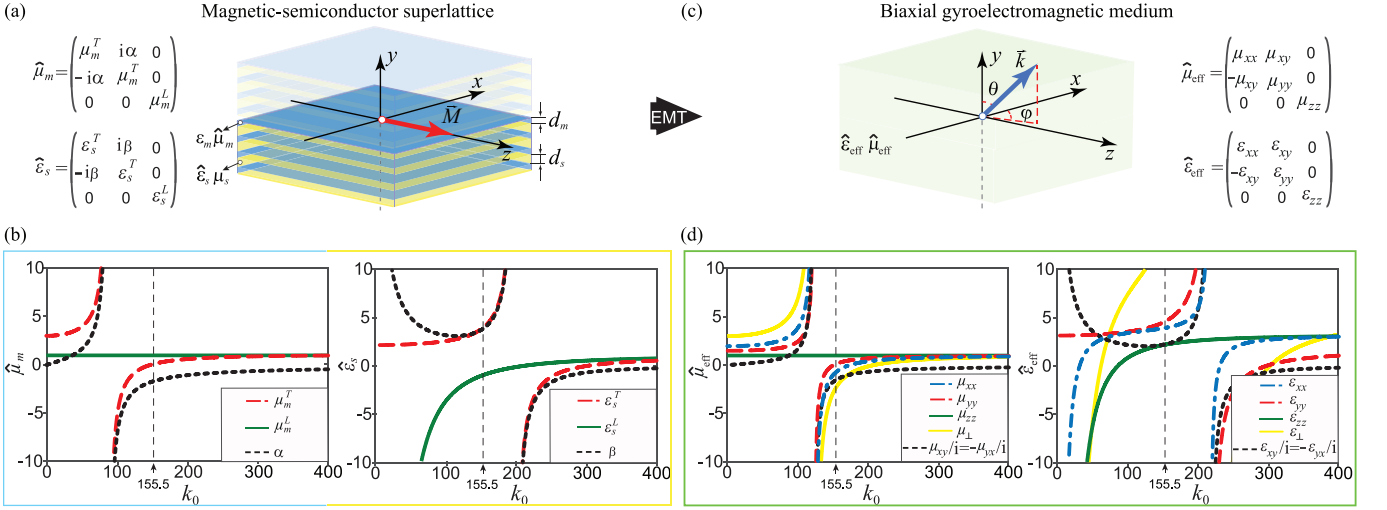 (a) Magnetic-semiconductor superlattice
μ̂m = ( μmT iα 0
-iα μmT 0
0 0 μmL )
ε̂s = ( εsT iβ 0
-iβ εsT 0
0 0 εsL )
y
x
M⃗
z
dm
ds
εm μ̂m
ε̂s μs
EMT
(c) Biaxial gyroelectromagnetic medium
y
k⃗
x
θ
φ
z
ε̂eff μ̂eff
μ̂eff = ( μxx μxy 0
-μxy μyy 0
0 0 μzz )
ε̂eff = ( εxx εxy 0
-εxy εyy 0
0 0 εzz )
(b)
μ̂m
10
5
0
-5
-10
0 100 200 300 400
155.5
k0
μmT
μmL
α
ε̂s
10
5
0
-5
-10
0 100 200 300 400
155.5
k0
εsT
εsL
β
(d)
μ̂eff
10
5
0
-5
-10
0 100 200 300 400
155.5
k0
μxx
μyy
μzz
μ⊥
μxy/i=-μyx/i
ε̂eff
10
5
0
-5
-10
0 100 200 300 400
155.5
k0
εxx
εyy
εzz
ε⊥
εxy/i=-εyx/i